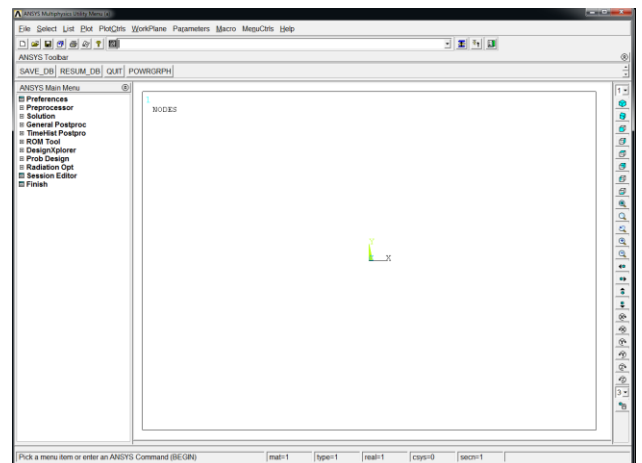 ANSYS Multiphysics Utility Menu (a)
File Select List Plot PlotCtrls WorkPlane Parameters Macro MenuCtrls Help
ANSYS Toolbar
SAVE_DB RESUM_DB QUIT POWRGRPH
ANSYS Main Menu
Preferences
Preprocessor
Solution
General Postproc
TimeHist Postpro
ROM Tool
DesignXplorer
Prob Design
Radiation Opt
Session Editor
Finish
1
NODES
Y
X
1
3
Pick a menu item or enter an ANSYS Command (BEGIN) mat=1 type=1 real=1 csys=0 secn=1